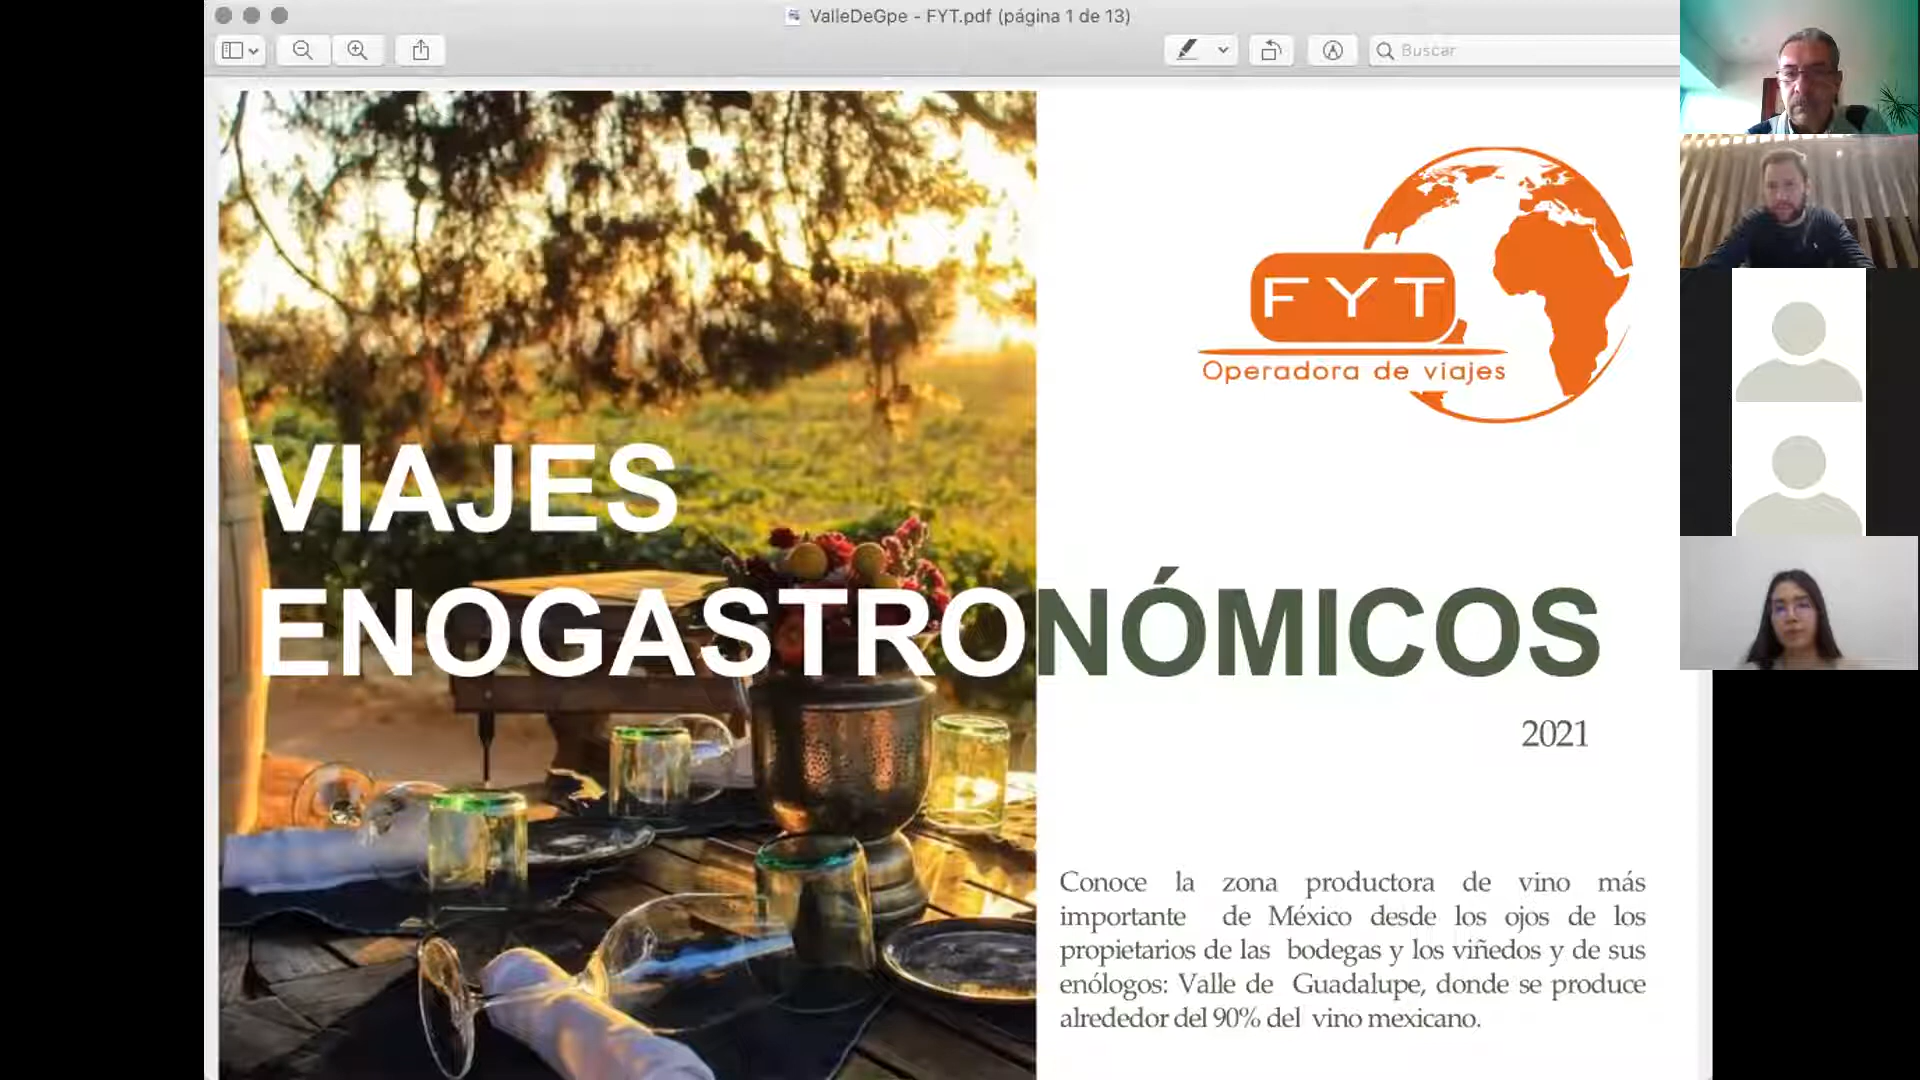 ValleDeGpe - FYT.pdf (página 1 de 13)
Buscar
FYT
Operadora de viajes
VIAJES
ENOGASTRONÓMICOS
2021
Conoce la zona productora de vino más
importante de México desde los ojos de los
propietarios de las bodegas y los viñedos y de sus
enólogos: Valle de Guadalupe, donde se produce
alrededor del 90% del vino mexicano.